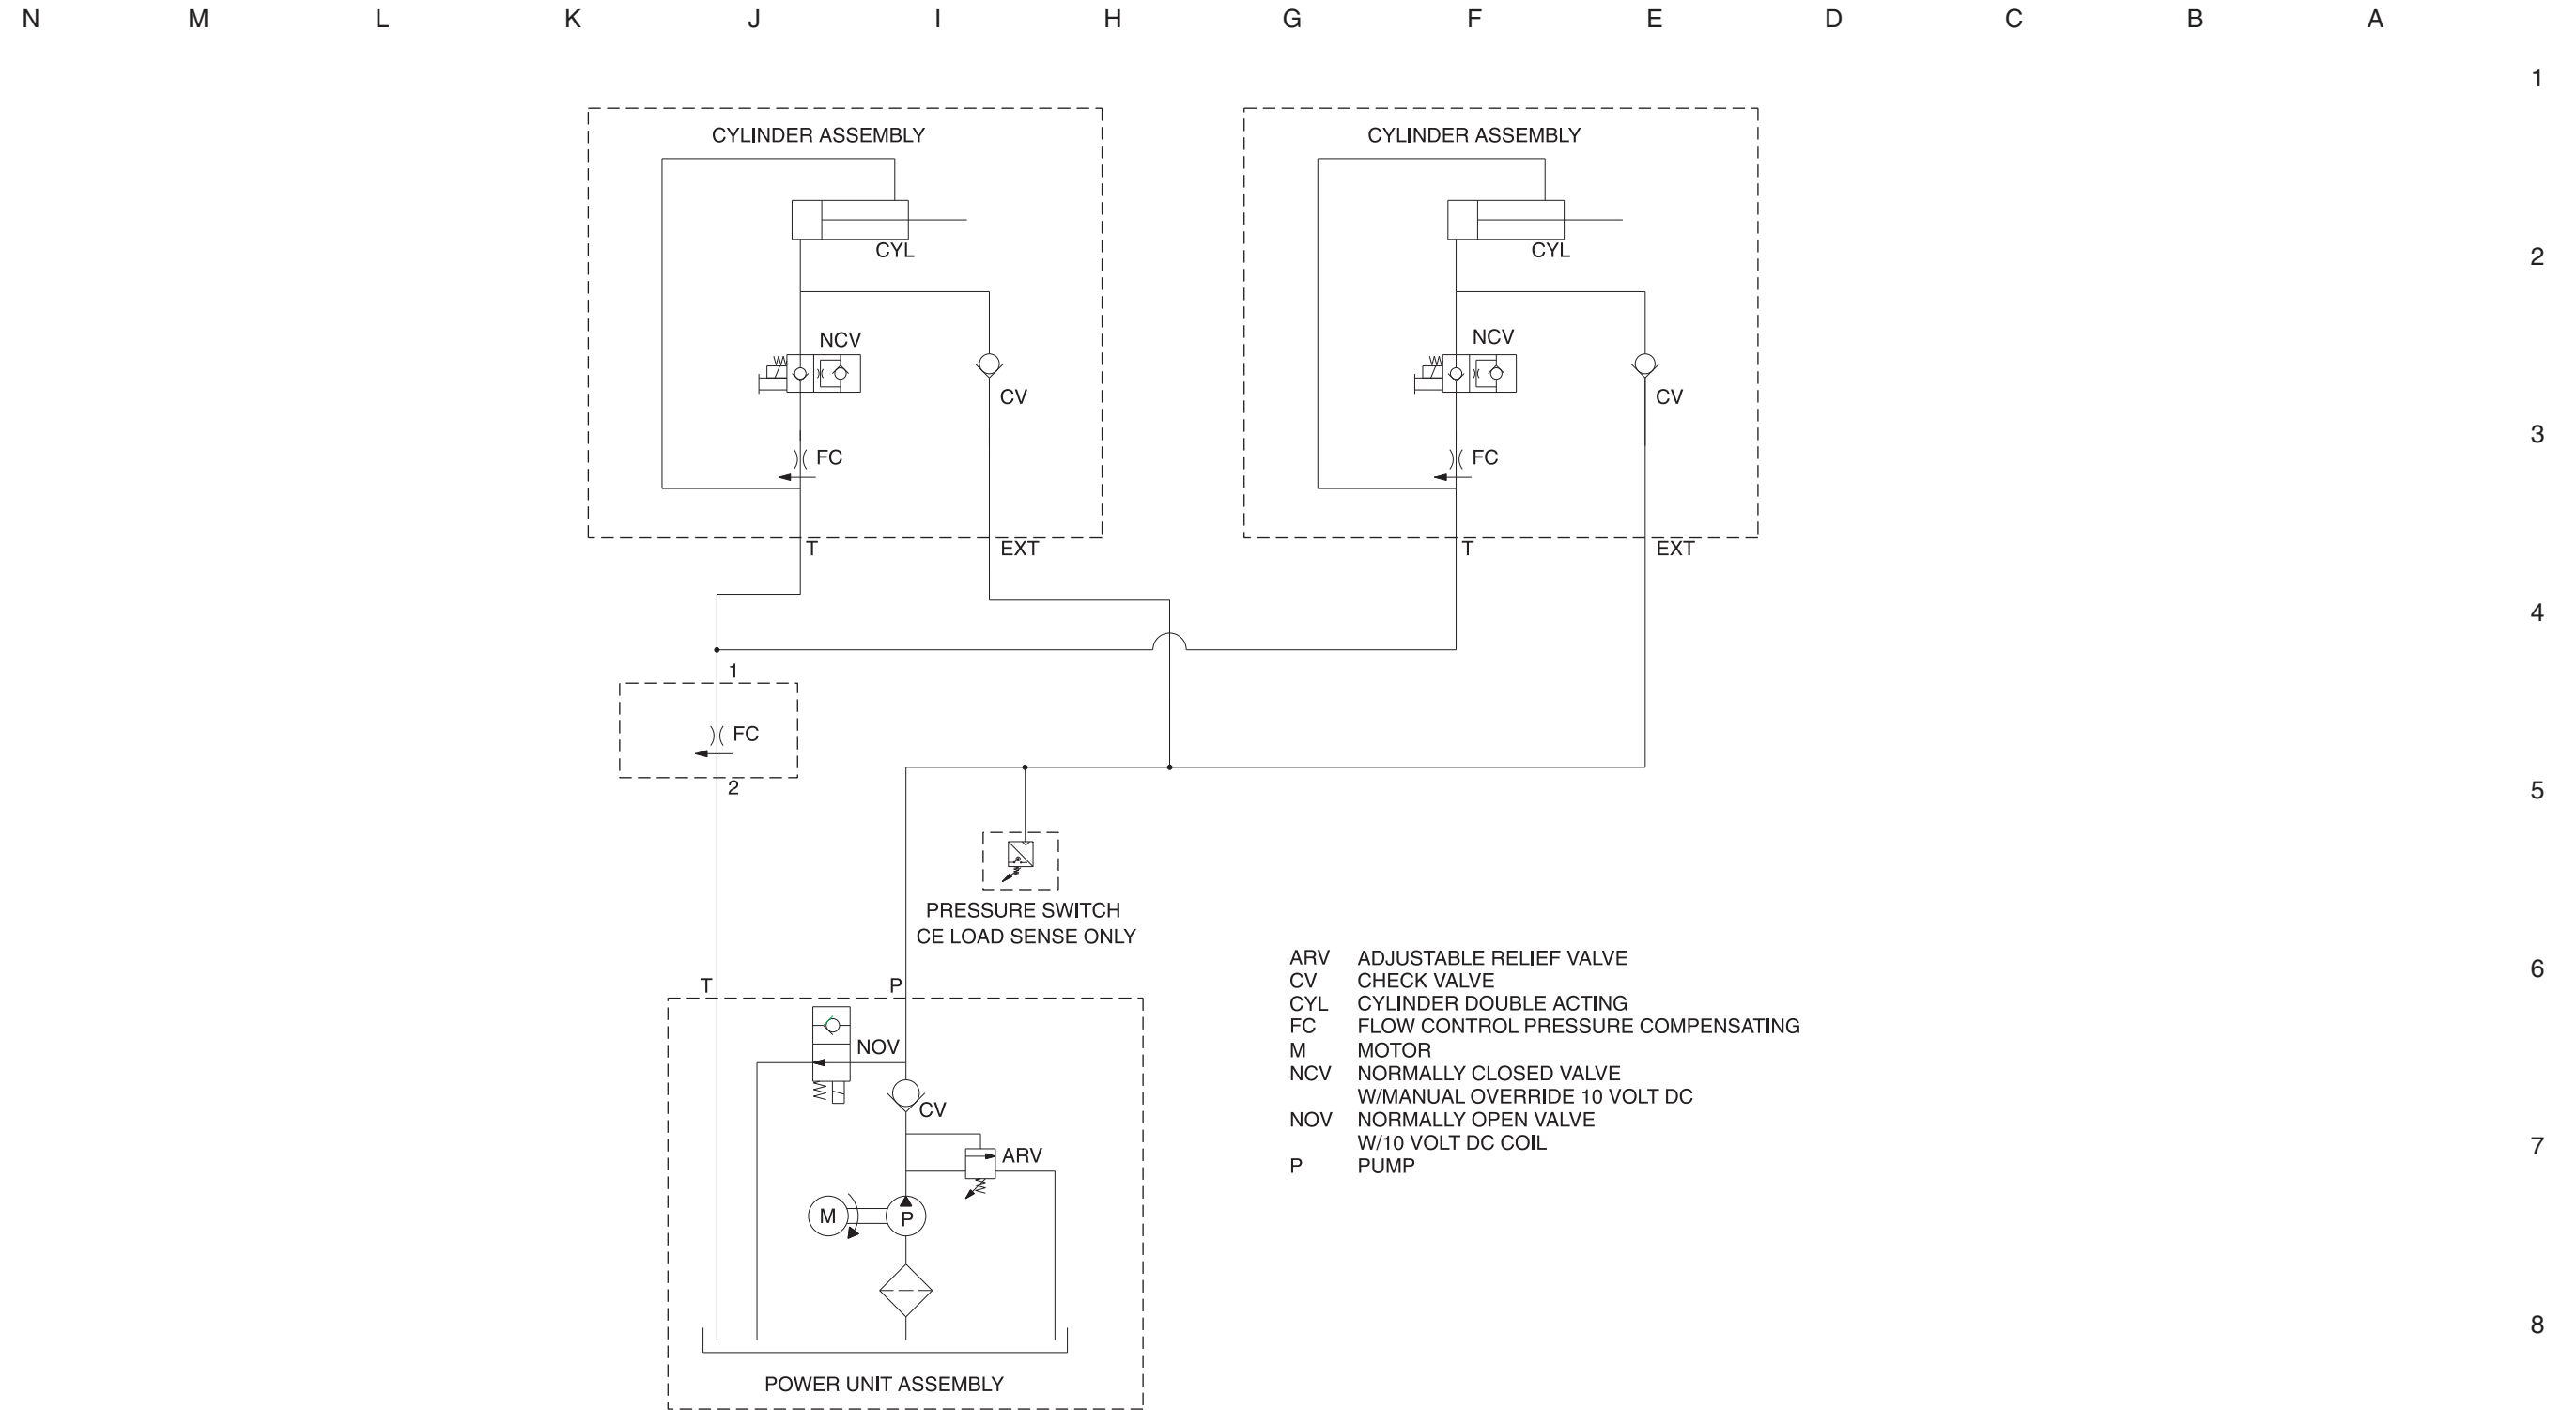 N M L K J I H G F E D C B A
1
CYLINDER ASSEMBLY CYLINDER ASSEMBLY
CYL CYL
2
NCV NCV
CV CV
3
FC FC
T EXT T EXT
4
1
FC
2
5
PRESSURE SWITCH
CE LOAD SENSE ONLY
T P
6
NOV
CV
ARV
7
M P
8
POWER UNIT ASSEMBLY
ARV ADJUSTABLE RELIEF VALVE
CV CHECK VALVE
CYL CYLINDER DOUBLE ACTING
FC FLOW CONTROL PRESSURE COMPENSATING
M MOTOR
NCV NORMALLY CLOSED VALVE
W/MANUAL OVERRIDE 10 VOLT DC
NOV NORMALLY OPEN VALVE
W/10 VOLT DC COIL
P PUMP